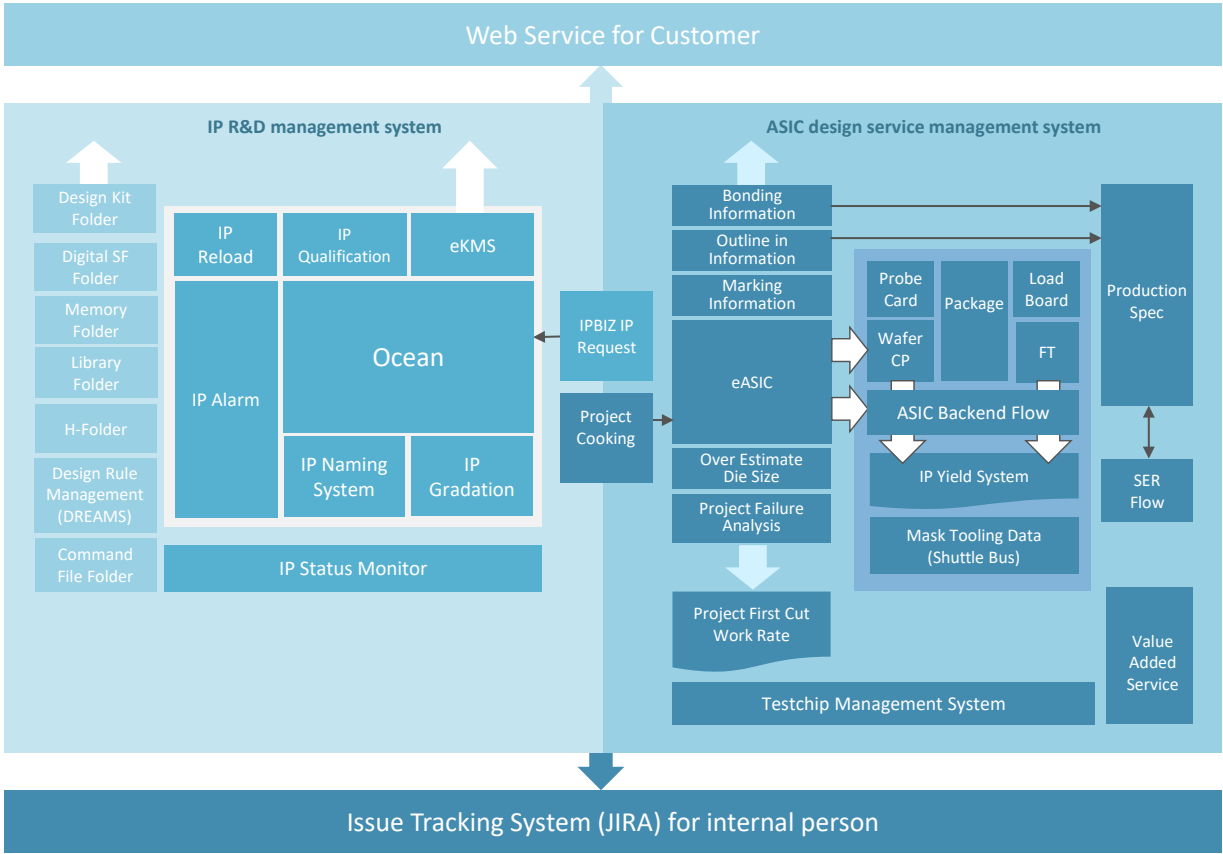 Web Service for Customer
IP R&D management system
Design Kit
Folder
Digital SF
Folder
Memory
Folder
Library
Folder
H-Folder
Design Rule
Management
(DREAMS)
Command
File Folder
IP
Reload
IP
Qualification
eKMS
IP Alarm
Ocean
IP Naming
System
IP
Gradation
IP Status Monitor
IPBIZ IP
Request
Project
Cooking
ASIC design service management system
Bonding
Information
Outline in
Information
Marking
Information
eASIC
Over Estimate
Die Size
Project Failure
Analysis
Project First Cut
Work Rate
Probe
Card
Package
Load
Board
Wafer
CP
FT
ASIC Backend Flow
IP Yield System
Mask Tooling Data
(Shuttle Bus)
Production
Spec
SER
Flow
Value
Added
Service
Testchip Management System
Issue Tracking System (JIRA) for internal person